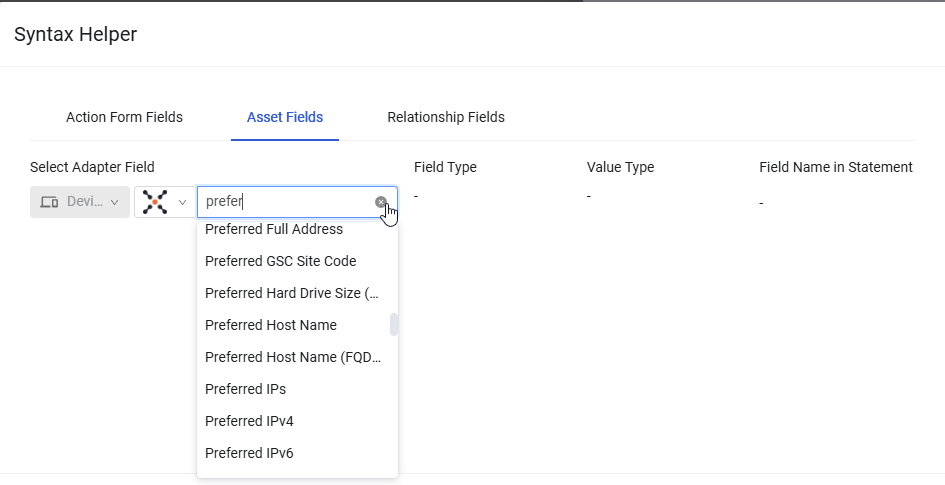 Syntax Helper
Action Form Fields
Asset Fields
Relationship Fields
Select Adapter Field
Field Type
Value Type
Field Name in Statement
Devi...
prefer
-
-
-
Preferred Full Address
Preferred GSC Site Code
Preferred Hard Drive Size (...
Preferred Host Name
Preferred Host Name (FQD...
Preferred IPs
Preferred IPv4
Preferred IPv6